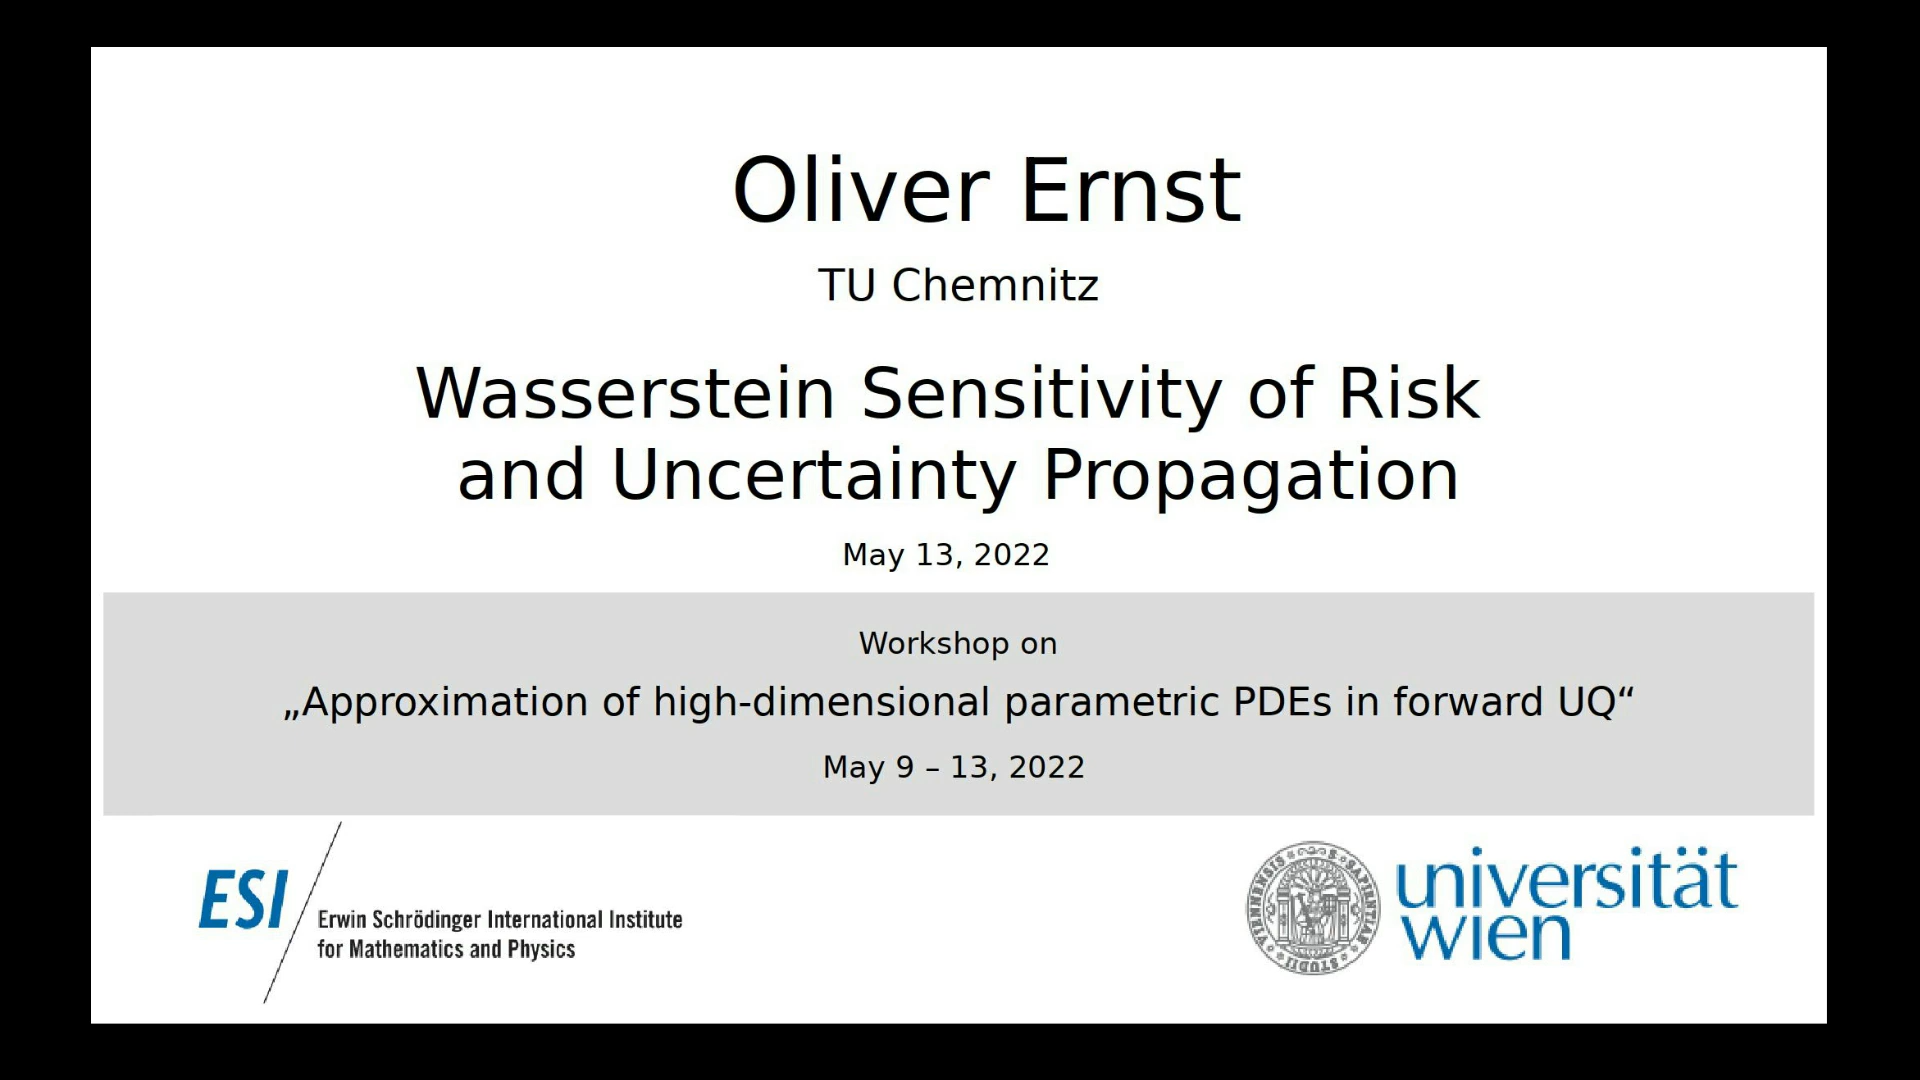 Oliver Ernst
TU Chemnitz
Wasserstein Sensitivity of Risk
and Uncertainty Propagation
May 13, 2022
Workshop on
„Approximation of high-dimensional parametric PDEs in forward UQ“
May 9 – 13, 2022
ESI
Erwin Schrödinger International Institute
for Mathematics and Physics
universität
wien